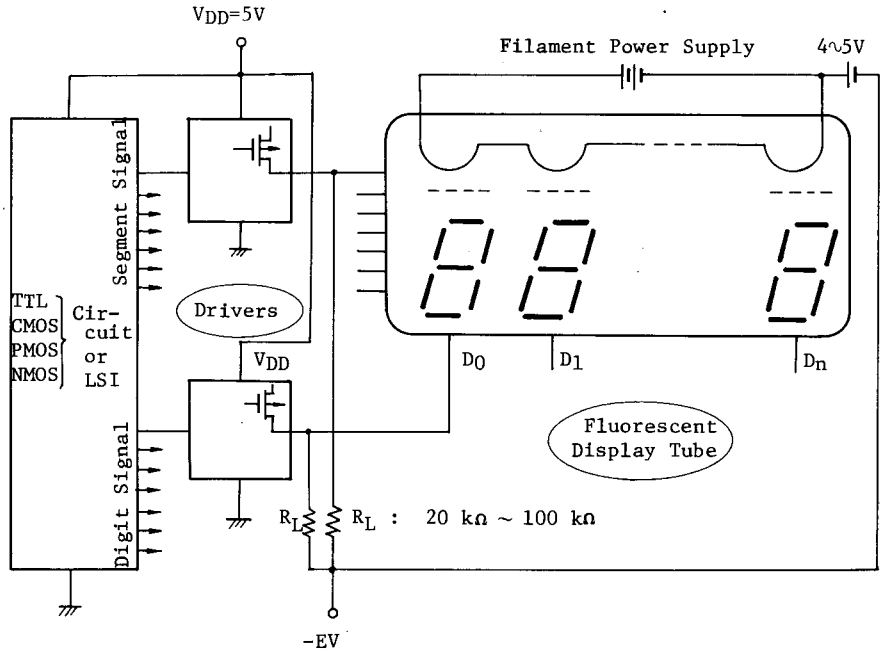 VDD=5V
Filament Power Supply
4~5V
Segment Signal
TTL
CMOS
PMOS
NMOS
Cir-
cuit
or
LSI
Drivers
VDD
D0
D1
Dn
Fluorescent
Display Tube
Digit Signal
RL
RL : 20 kΩ ~ 100 kΩ
-EV